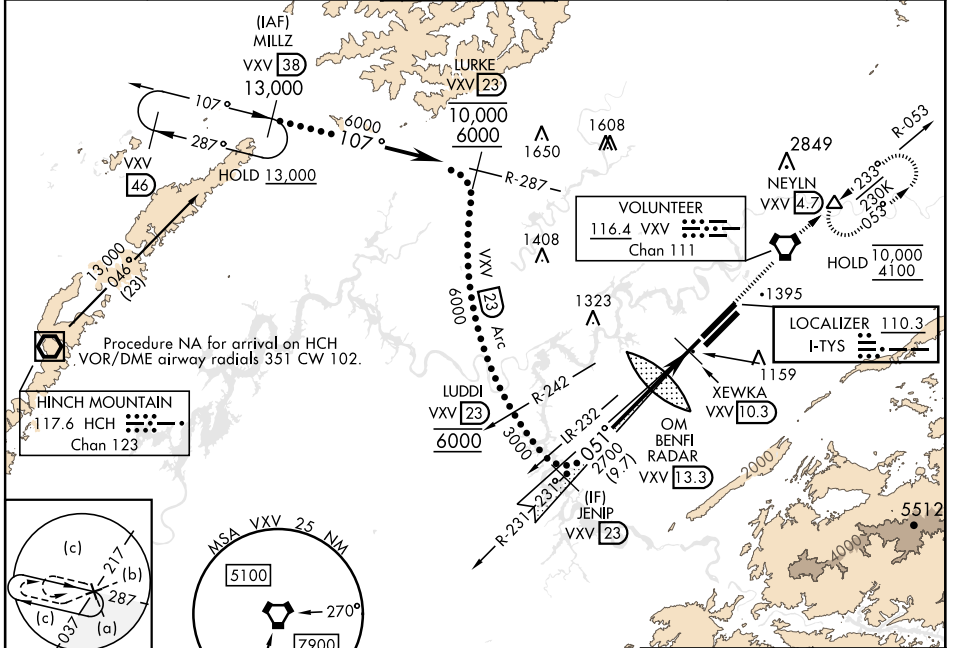 (IAF)
MILLZ
VXV 38
13,000
LURKE
VXV 23
10,000
6000
107°
6000
107°
287°
HOLD 13,000
VXV
46
R-287
1650
1608
2849
NEYLN
VXV 4.7
R-053
233°
230K
053°
HOLD 10,000
4100
VOLUNTEER
116.4 VXV
Chan 111
1408
13,000
046°
(23)
VXV 23 Arc
6000
1395
1323
LOCALIZER 110.3
I-TYS
1159
Procedure NA for arrival on HCH
VOR/DME airway radials 351 CW 102.
HINCH MOUNTAIN
117.6 HCH
Chan 123
LUDDI
VXV 23
6000
R-242
3000
LR-232
XEWKA
VXV 10.3
OM
BENFI
RADAR
VXV 13.3
051°
2700
(9.7)
231°
R-231
(IF)
JENIP
VXV 23
2000
5512
4000
(c)
217
(b)
287
(c)
(a)
037
MSA VXV 25 NM
5100
270°
7900